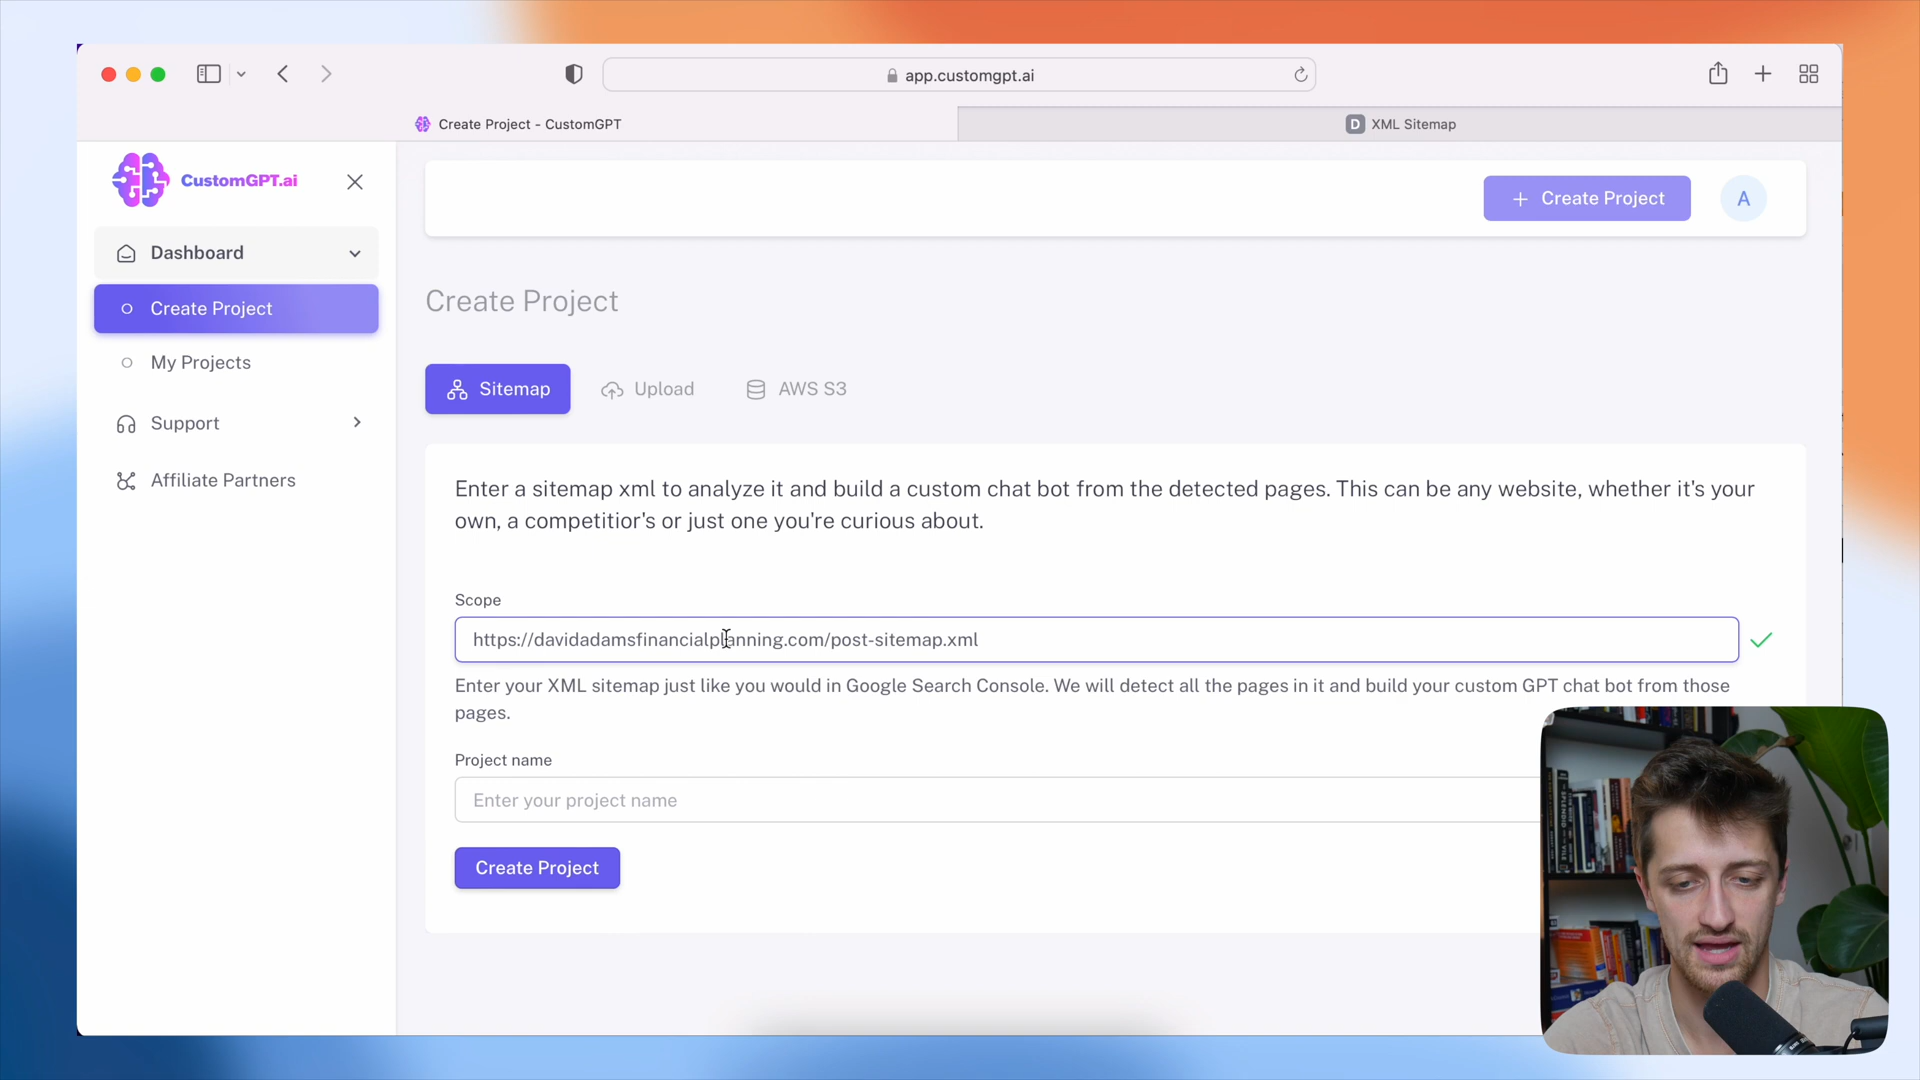 app.customgpt.ai
Create Project - CustomGPT
D XML Sitemap
CustomGPT.ai
+ Create Project
A
Dashboard
Create Project
Create Project
My Projects
Sitemap
Upload
AWS S3
Support
Affiliate Partners
Enter a sitemap xml to analyze it and build a custom chat bot from the detected pages. This can be any website, whether it's your
own, a competitior's or just one you're curious about.
Scope
https://davidadamsfinancialplanning.com/post-sitemap.xml
Enter your XML sitemap just like you would in Google Search Console. We will detect all the pages in it and build your custom GPT chat bot from those
pages.
Project name
Enter your project name
Create Project